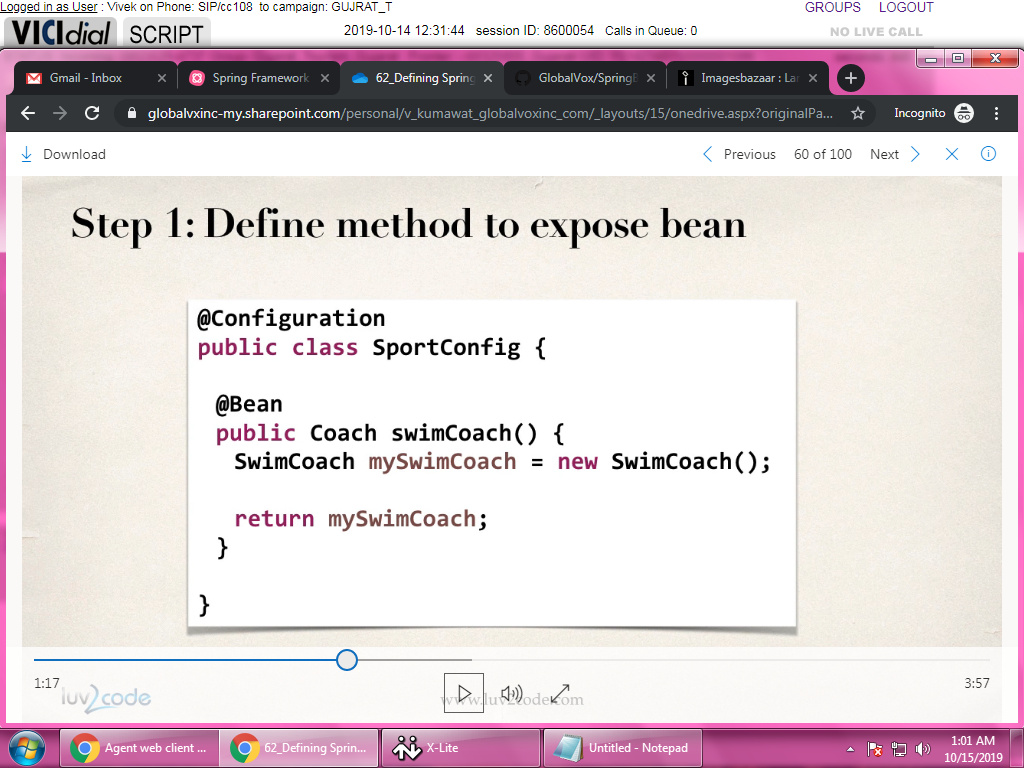 Logged in as User : Vivek on Phone: SIP/cc108 to campaign: GUJRAT_T
GROUPS LOGOUT
VICIdial SCRIPT
2019-10-14 12:31:44 session ID: 8600054 Calls in Queue: 0
NO LIVE CALL
Gmail - Inbox
Spring Framework
62_Defining Spring
GlobalVox/SpringB
Imagesbazaar : Lar
globalvxinc-my.sharepoint.com/personal/v_kumawat_globalvoxinc_com/_layouts/15/onedrive.aspx?originalPa...
Incognito
Download
Previous 60 of 100 Next
Step 1: Define method to expose bean
@Configuration
public class SportConfig {
@Bean
public Coach swimCoach() {
SwimCoach mySwimCoach = new SwimCoach();
return mySwimCoach;
}
}
1:17
3:57
luv2code
www.luv2code.com
Agent web client ...
62_Defining Sprin...
X-Lite
Untitled - Notepad
1:01 AM
10/15/2019